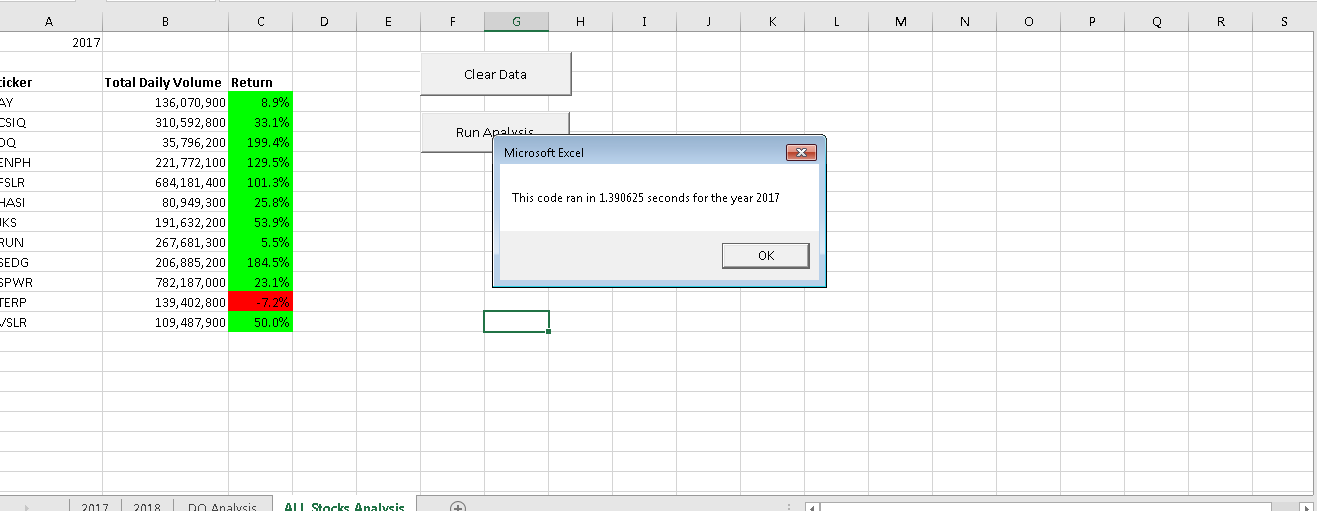 A B C D E F G H I J K L M N O P Q R S
2017
Clear Data
ticker Total Daily Volume Return
AY 136,070,900 8.9%
CSIQ 310,592,800 33.1%
Run Analysis
DQ 35,796,200 199.4%
ENPH 221,772,100 129.5%
FSLR 684,181,400 101.3%
HASI 80,949,300 25.8%
JKS 191,632,200 53.9%
RUN 267,681,300 5.5%
SEDG 206,885,200 184.5%
SPWR 782,187,000 23.1%
TERP 139,402,800 -7.2%
VSLR 109,487,900 50.0%
Microsoft Excel
This code ran in 1.390625 seconds for the year 2017
OK
2017 2018 DQ Analysis ALL Stocks Analysis